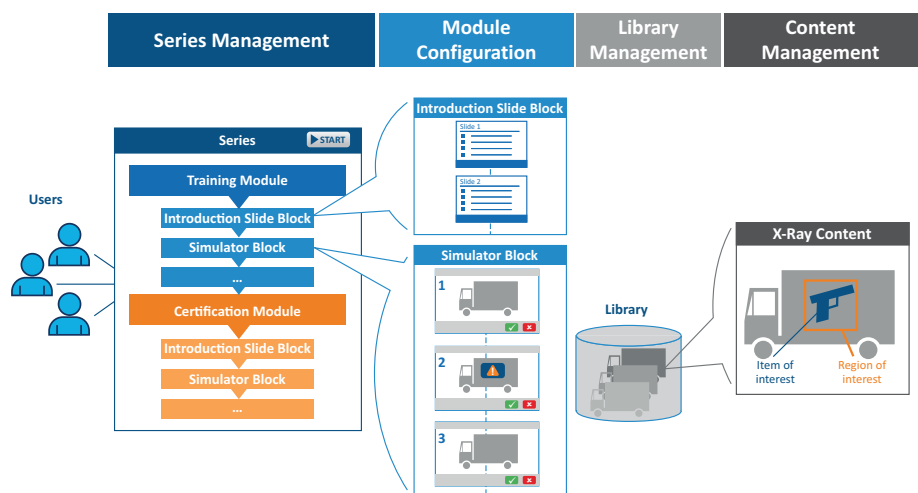 Series Management
Module
Configuration
Library
Management
Content
Management
Users
Series
START
Training Module
Introduction Slide Block
Simulator Block
...
Certification Module
Introduction Slide Block
Simulator Block
...
Introduction Slide Block
Slide 1
Slide 2
Simulator Block
1
2
3
Library
X-Ray Content
Item of
interest
Region of
interest